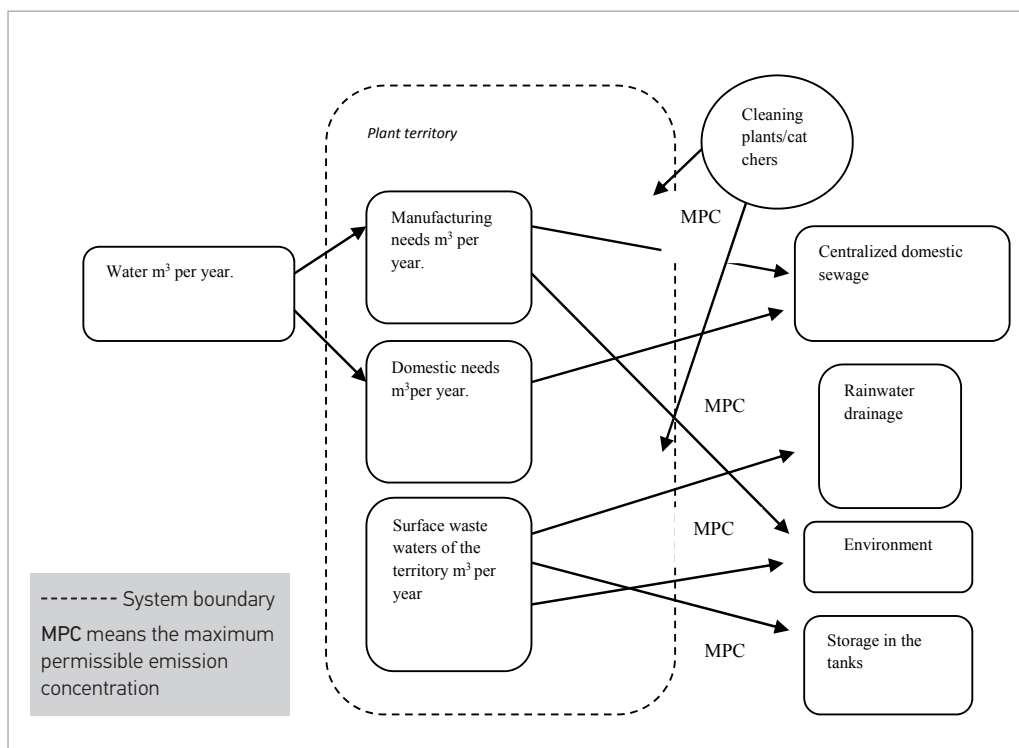 Plant territory
Cleaning
plants/cat
chers
Manufacturing
needs m³ per
year.
MPC
Water m³ per year.
Centralized domestic
sewage
Domestic needs
m³per year.
MPC
Rainwater
drainage
Surface waste
waters of the
territory m³ per
year
MPC
Environment
MPC
Storage in the
tanks
System boundary
MPC means the maximum
permissible emission
concentration